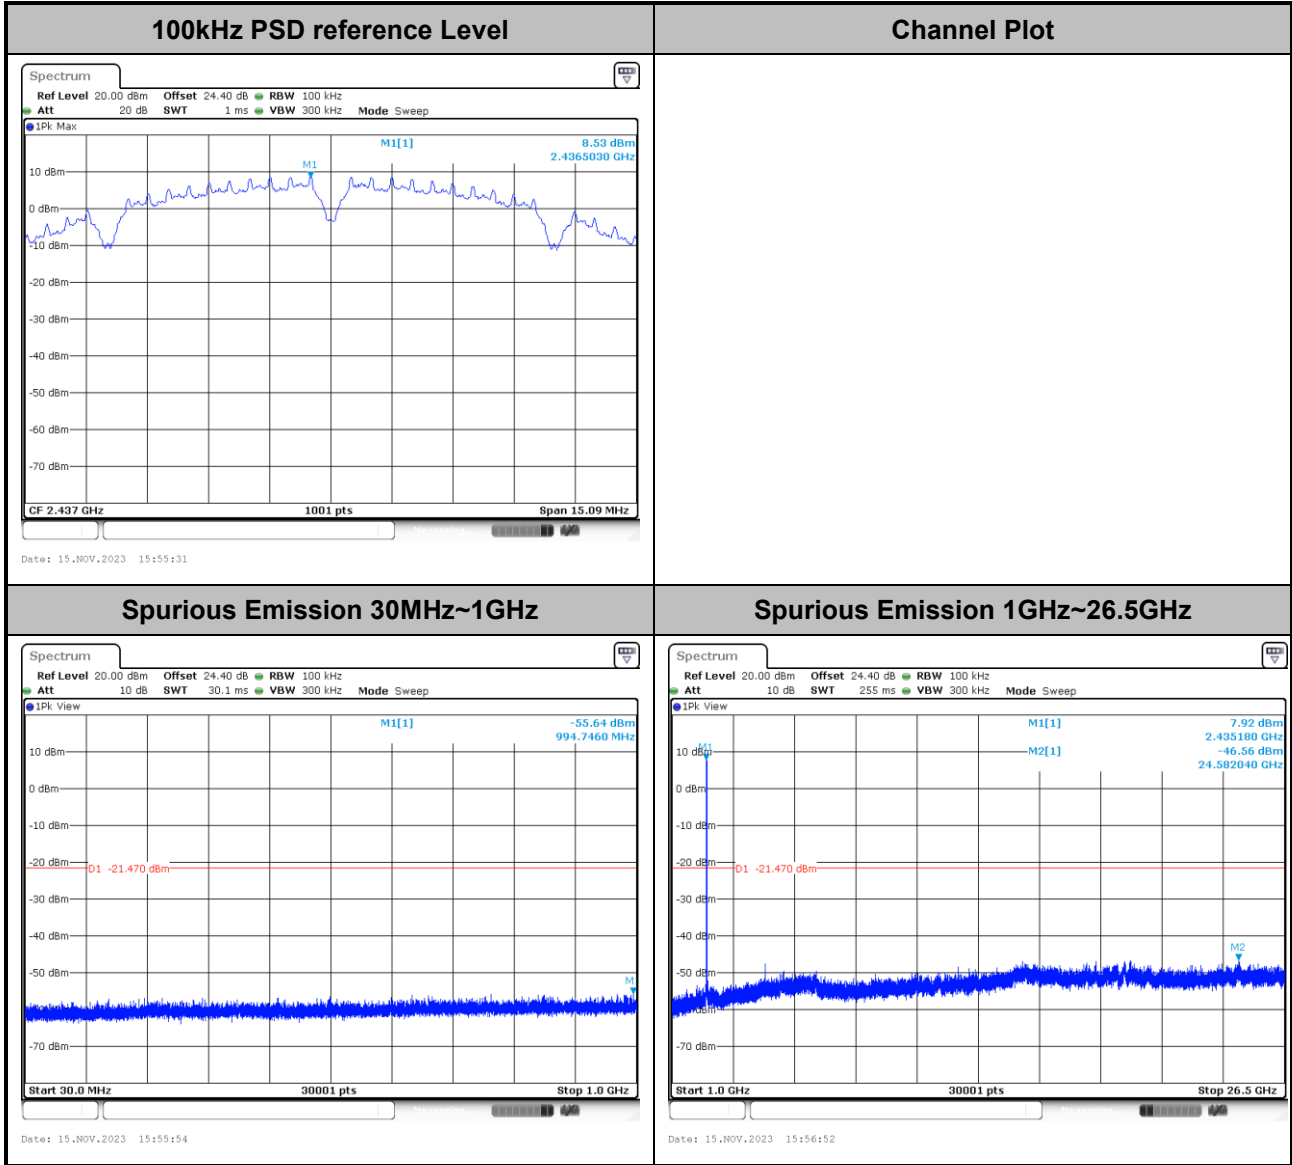 100kHz PSD reference Level
Channel Plot
Spectrum
Ref Level 20.00 dBm Offset 24.40 dB RBW 100 kHz
Att 20 dB SWT 1 ms VBW 300 kHz Mode Sweep
1Pk Max
M1[1] 8.53 dBm
2.4365030 GHz
M1
10 dBm
0 dBm
-10 dBm
-20 dBm
-30 dBm
-40 dBm
-50 dBm
-60 dBm
-70 dBm
CF 2.437 GHz 1001 pts Span 15.09 MHz
Date: 15.NOV.2023 15:55:31
Spurious Emission 30MHz~1GHz
Spurious Emission 1GHz~26.5GHz
Spectrum
Ref Level 20.00 dBm Offset 24.40 dB RBW 100 kHz
Att 10 dB SWT 30.1 ms VBW 300 kHz Mode Sweep
1Pk View
M1[1] -55.64 dBm
994.7460 MHz
10 dBm
0 dBm
-10 dBm
-20 dBm
D1 -21.470 dBm
-30 dBm
-40 dBm
-50 dBm
M
-70 dBm
Start 30.0 MHz 30001 pts Stop 1.0 GHz
Date: 15.NOV.2023 15:55:54
Spectrum
Ref Level 20.00 dBm Offset 24.40 dB RBW 100 kHz
Att 10 dB SWT 255 ms VBW 300 kHz Mode Sweep
1Pk View
M1[1] 7.92 dBm
2.435180 GHz
M2[1] -46.56 dBm
24.582040 GHz
M1
10 dBm
0 dBm
-10 dBm
-20 dBm
D1 -21.470 dBm
-30 dBm
-40 dBm
M2
-50 dBm
-70 dBm
Start 1.0 GHz 30001 pts Stop 26.5 GHz
Date: 15.NOV.2023 15:56:52